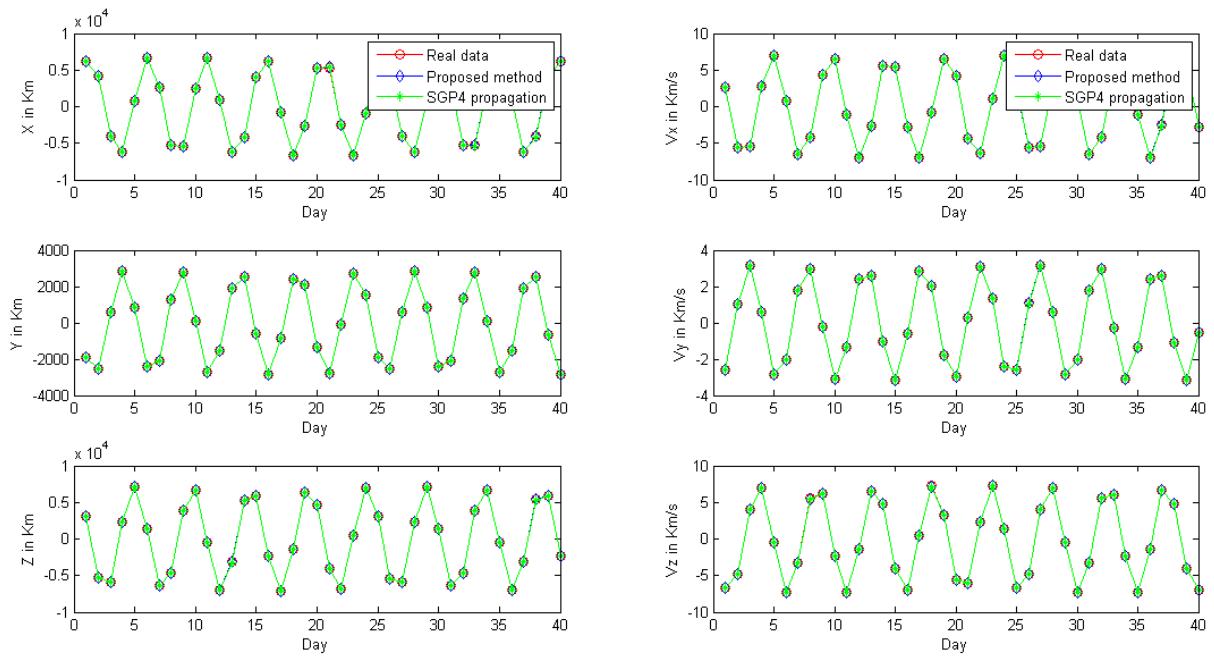 x 10^4
1
0.5
0
-0.5
-1
X in Km
0 5 10 15 20 25 30 35 40
Day
Real data
Proposed method
SGP4 propagation
10
5
0
-5
-10
Vx in Km/s
0 5 10 15 20 25 30 35 40
Day
Real data
Proposed method
SGP4 propagation
4000
2000
0
-2000
-4000
Y in Km
0 5 10 15 20 25 30 35 40
Day
4
2
0
-2
-4
Vy in Km/s
0 5 10 15 20 25 30 35 40
Day
x 10^4
1
0.5
0
-0.5
-1
Z in Km
0 5 10 15 20 25 30 35 40
Day
10
5
0
-5
-10
Vz in Km/s
0 5 10 15 20 25 30 35 40
Day